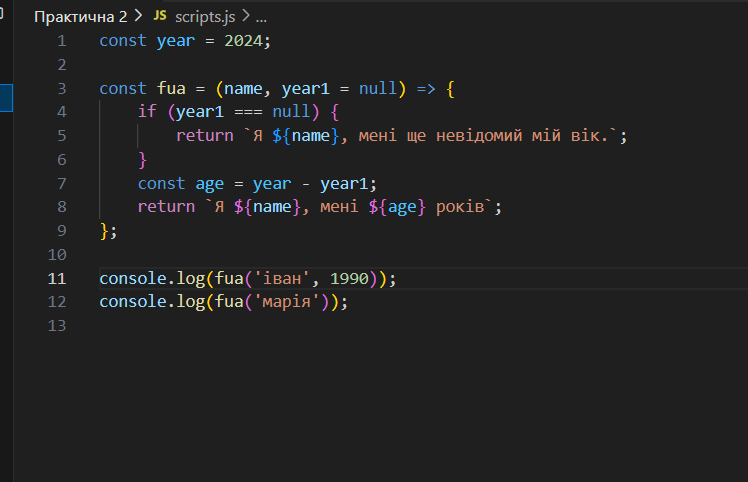 Практична 2 > JS scripts.js > ...
1 const year = 2024;
2
3 const fua = (name, year1 = null) => {
4 if (year1 === null) {
5 return `Я ${name}, мені ще невідомий мій вік.`;
6 }
7 const age = year - year1;
8 return `Я ${name}, мені ${age} років`;
9 };
10
11 console.log(fua('іван', 1990));
12 console.log(fua('марія'));
13